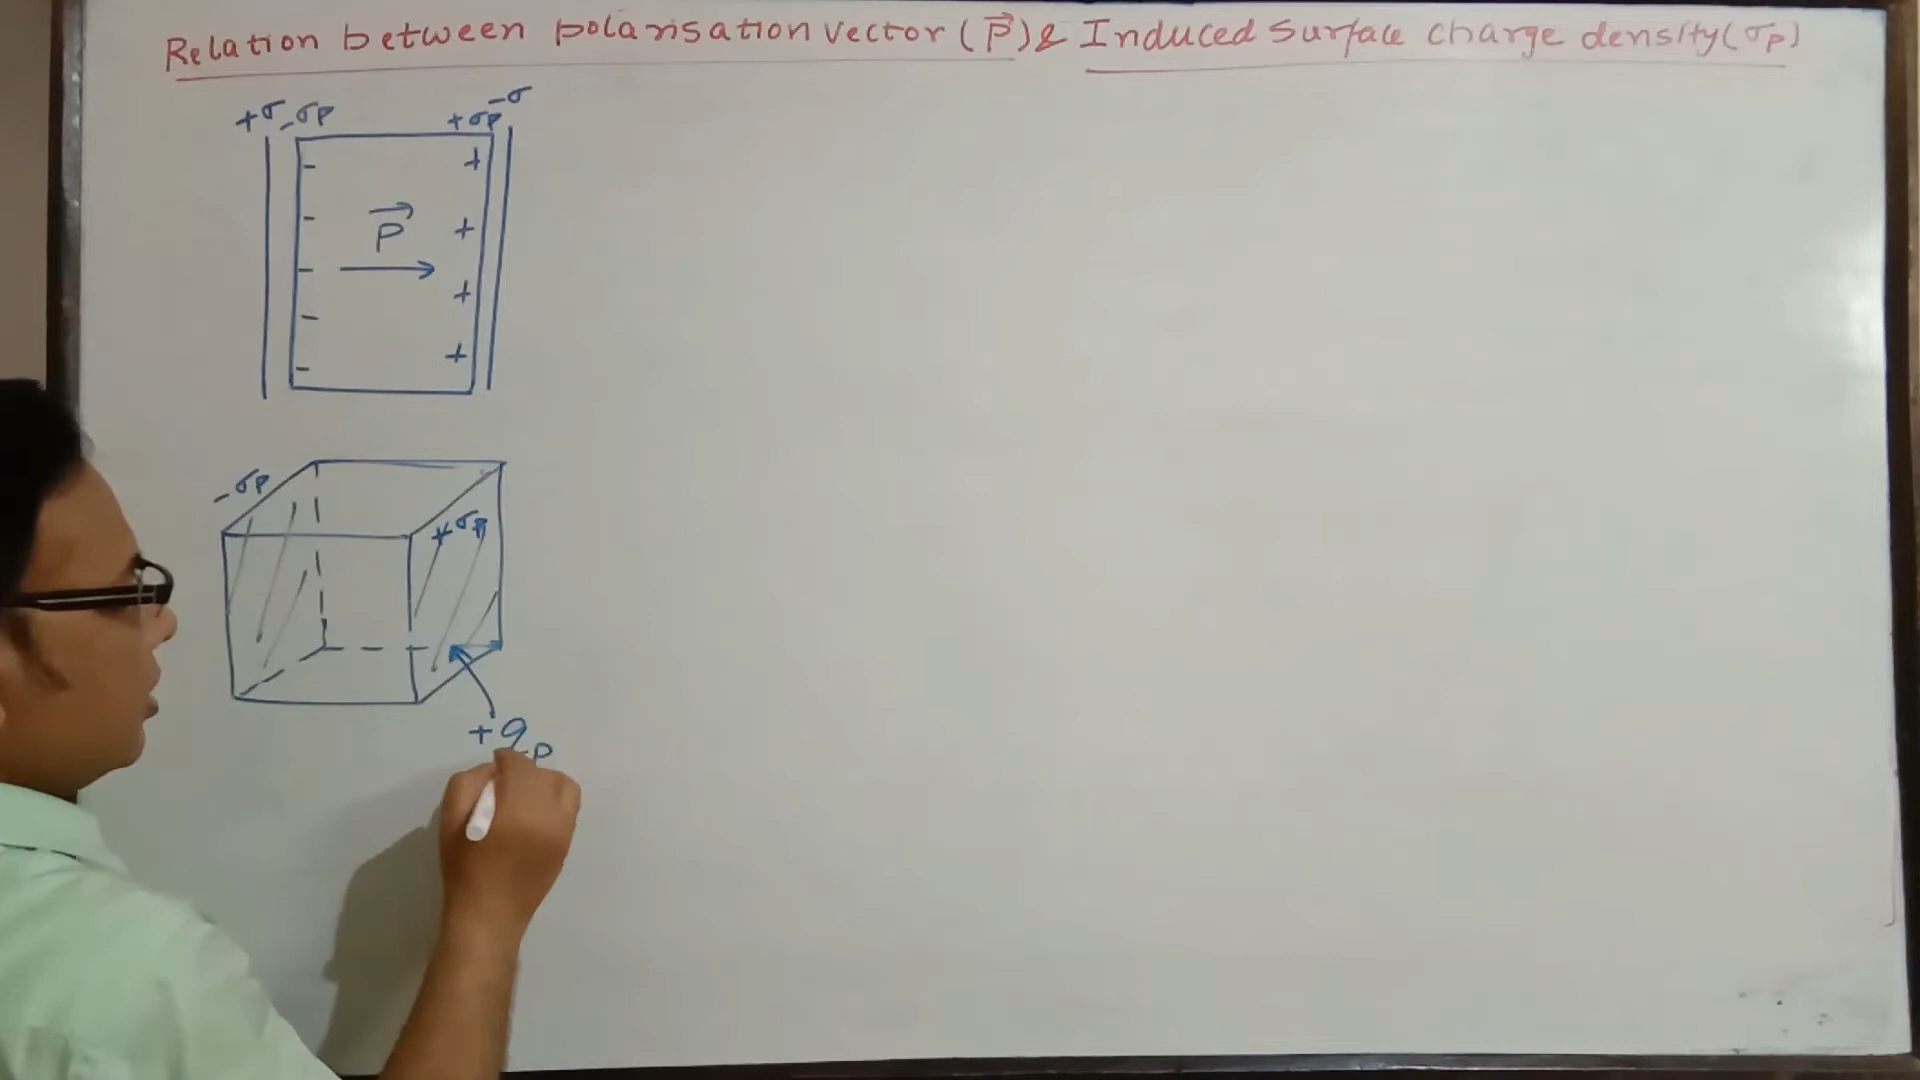 Relation between polarisation vector (P⃗) & Induced Surface charge density (σp)
+σ -σp +σp -σ
- +
- P⃗ +
- +
-
- +
-σp
+σp
+qp